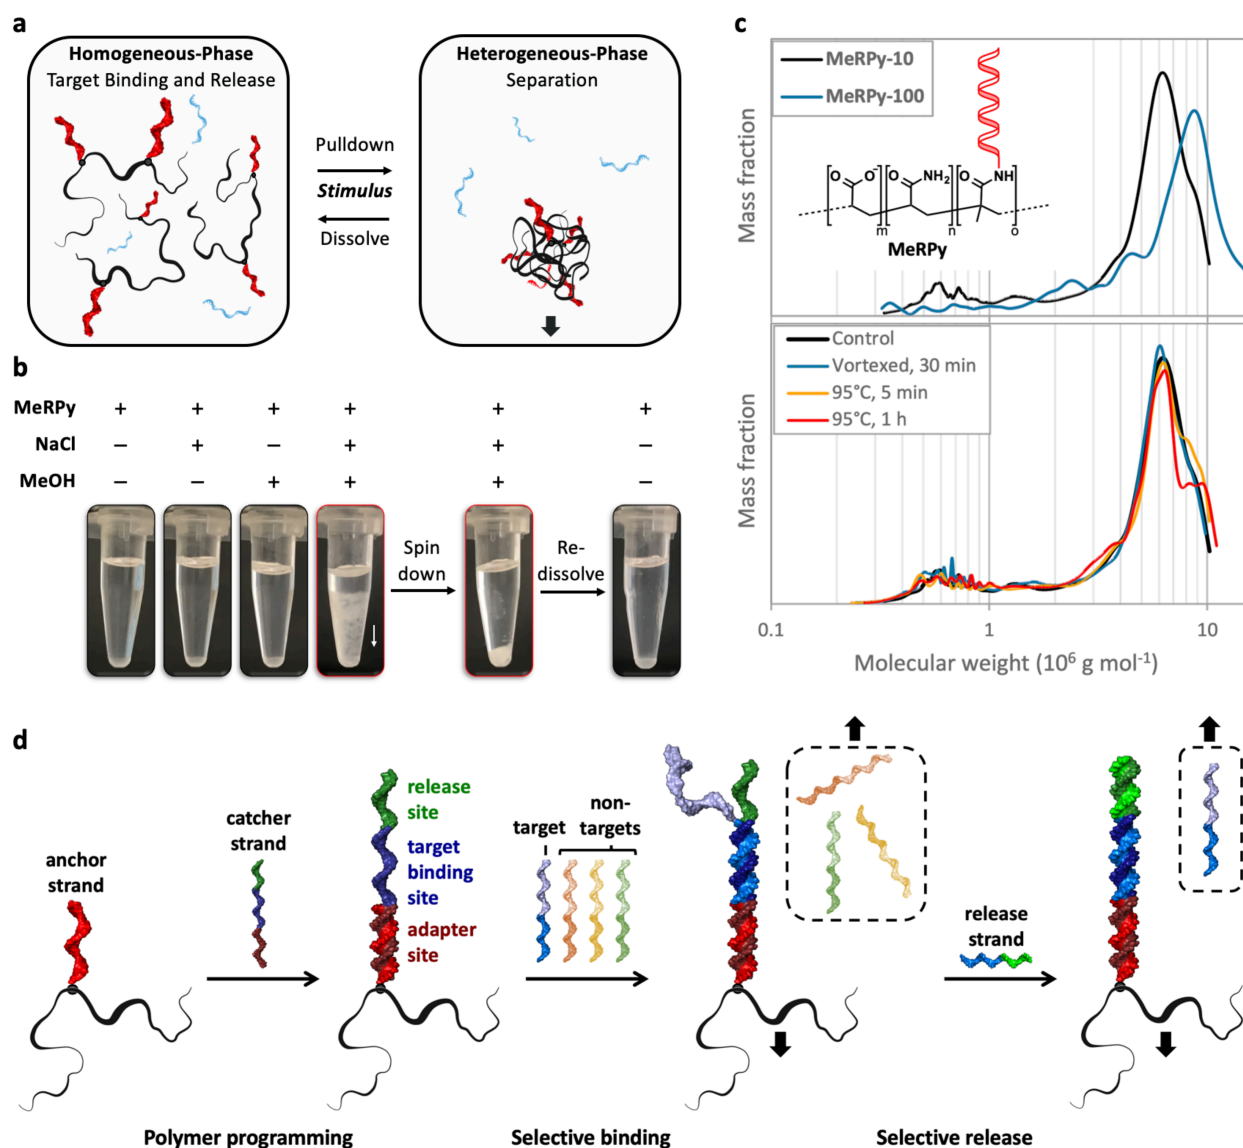 a
Homogeneous-Phase
Target Binding and Release
Pulldown
Stimulus
Dissolve
Heterogeneous-Phase
Separation
b
MeRPy + + + + + +
NaCl – + – + + –
MeOH – – + + + –
Spin
down
Re-
dissolve
c
Mass fraction
MeRPy-10
MeRPy-100
O O⁻ O NH₂ O NH
m n o
MeRPy
Mass fraction
Control
Vortexed, 30 min
95°C, 5 min
95°C, 1 h
0.1 1 10
Molecular weight (10⁶ g mol⁻¹)
d
anchor
strand
catcher
strand
release
site
target
binding
site
adapter
site
target
non-
targets
release
strand
Polymer programming
Selective binding
Selective release